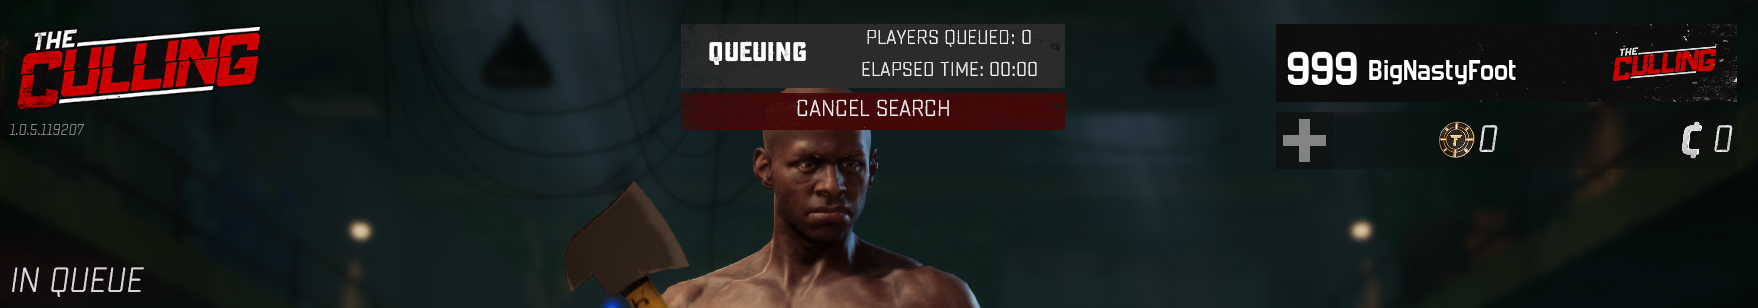 THE
CULLING
1.0.5.119207
IN QUEUE
QUEUING
PLAYERS QUEUED: 0
ELAPSED TIME: 00:00
CANCEL SEARCH
999 BigNastyFoot
THE
CULLING
T 0
₵ 0